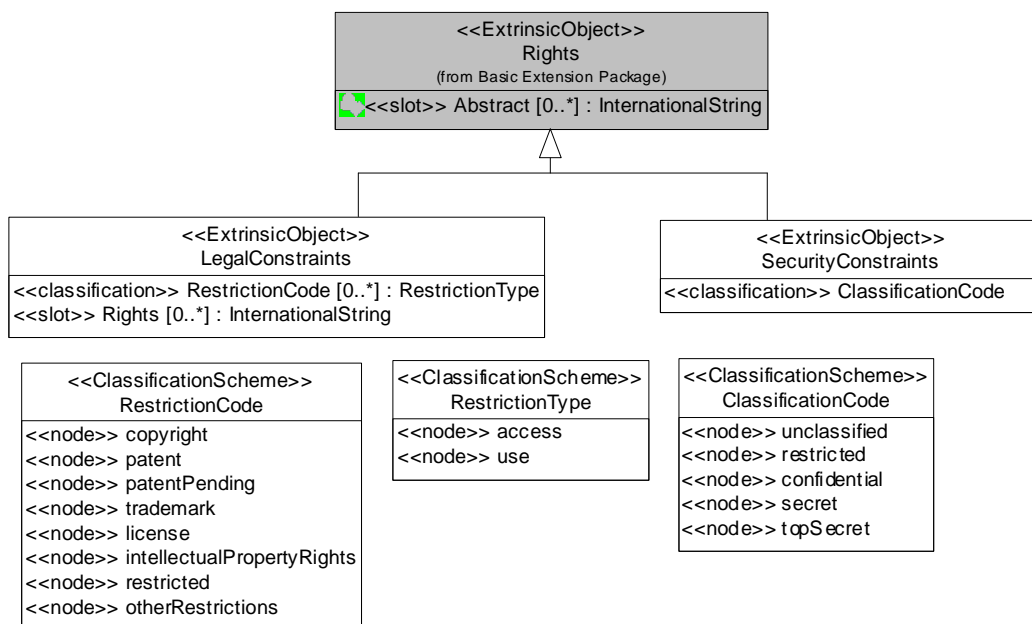 <<ExtrinsicObject>>
Rights
(from Basic Extension Package)
<<slot>> Abstract [0..*] : InternationalString
<<ExtrinsicObject>>
LegalConstraints
<<classification>> RestrictionCode [0..*] : RestrictionType
<<slot>> Rights [0..*] : InternationalString
<<ExtrinsicObject>>
SecurityConstraints
<<classification>> ClassificationCode
<<ClassificationScheme>>
RestrictionCode
<<node>> copyright
<<node>> patent
<<node>> patentPending
<<node>> trademark
<<node>> license
<<node>> intellectualPropertyRights
<<node>> restricted
<<node>> otherRestrictions
<<ClassificationScheme>>
RestrictionType
<<node>> access
<<node>> use
<<ClassificationScheme>>
ClassificationCode
<<node>> unclassified
<<node>> restricted
<<node>> confidential
<<node>> secret
<<node>> topSecret